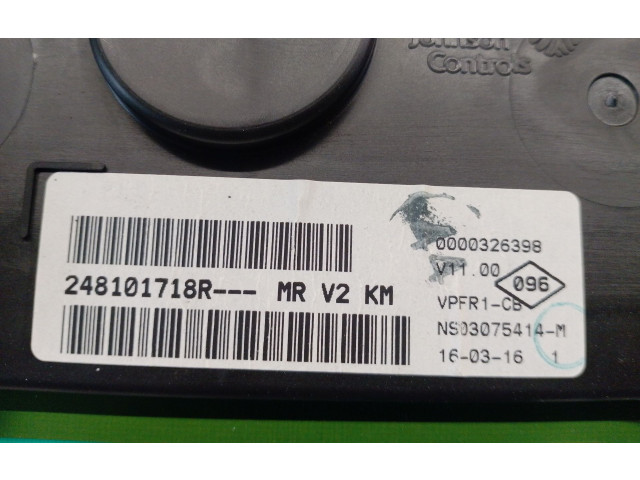 Johnson
Controls
0000326398
V11.00
096
248101718R--- MR V2 KM
VPFR1-CB
NS03075414-M
16-03-16 1